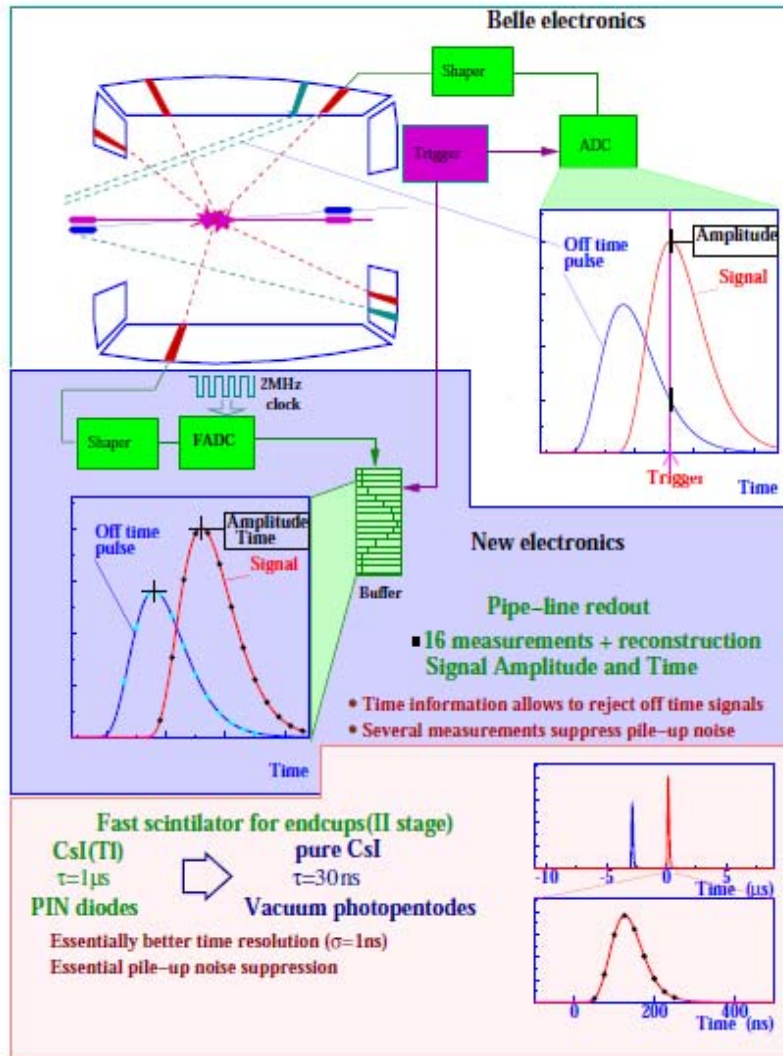 Belle electronics
Shaper
Trigger
ADC
Amplitude
Off time
pulse
Signal
Trigger
Time
2MHz
clock
Shaper
FADC
Buffer
Amplitude
Time
Off time
pulse
Signal
Time
New electronics
Pipe-line redout
16 measurements + reconstruction
Signal Amplitude and Time
• Time information allows to reject off time signals
• Several measurements suppress pile-up noise
Fast scintilator for endcups(II stage)
CsI(Tl) pure CsI
τ=1μs τ=30ns
PIN diodes Vacuum photopentodes
Essentially better time resolution (σ=1ns)
Essential pile-up noise suppression
-10 -5 0 5
Time (μs)
0 200 400
Time (ns)